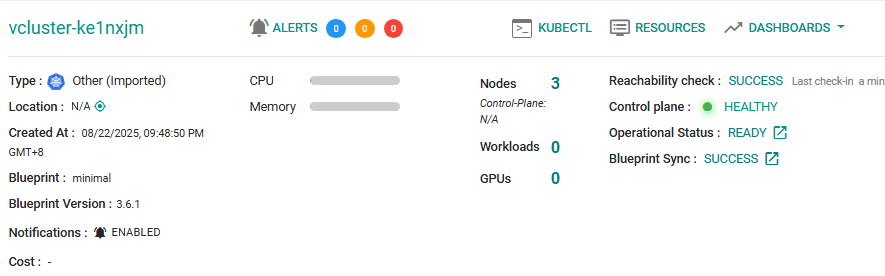 vcluster-ke1nxjm
ALERTS 0 0 0
KUBECTL
RESOURCES
DASHBOARDS
Type : Other (Imported)
Location : N/A
Created At : 08/22/2025, 09:48:50 PM
GMT+8
Blueprint : minimal
Blueprint Version : 3.6.1
Notifications : ENABLED
Cost : -
CPU
Memory
Nodes 3
Control-Plane:
N/A
Workloads 0
GPUs 0
Reachability check : SUCCESS Last check-in a min
Control plane : HEALTHY
Operational Status : READY
Blueprint Sync : SUCCESS